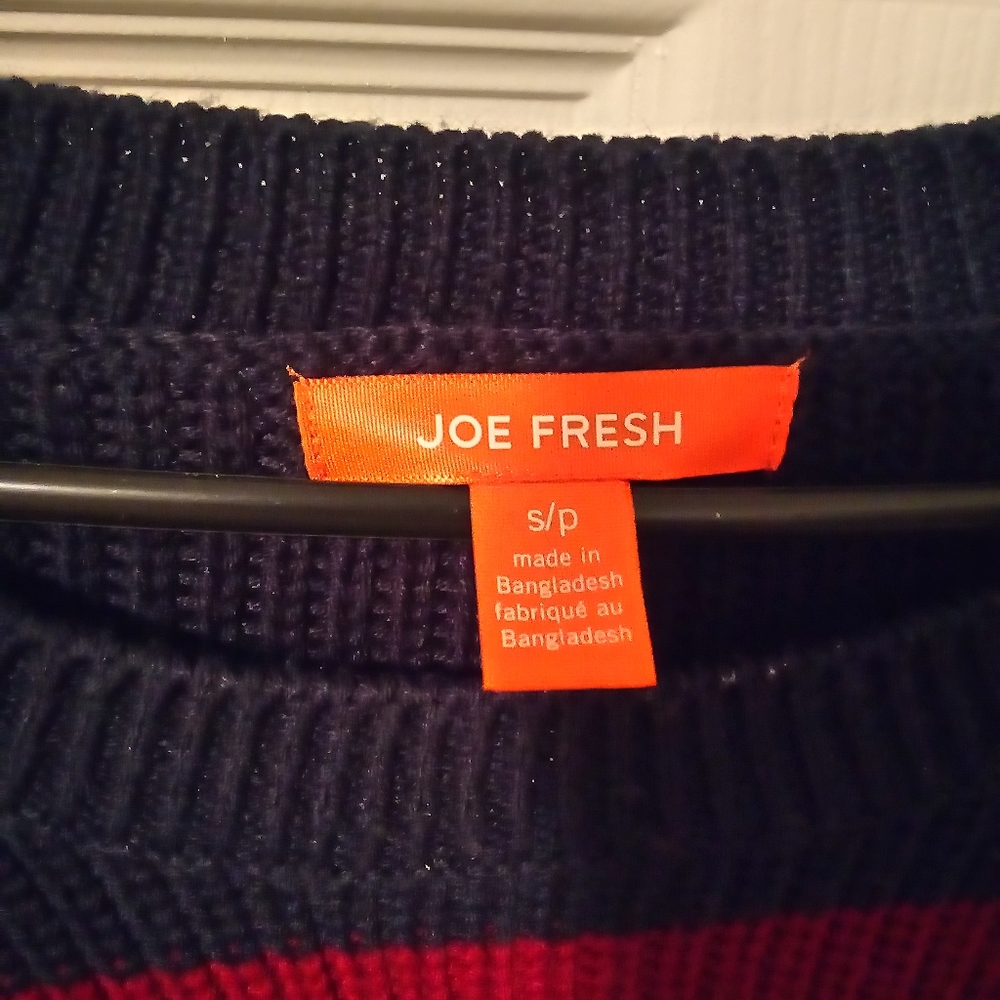 JOE FRESH
s/p
made in
Bangladesh
fabriqué au
Bangladesh